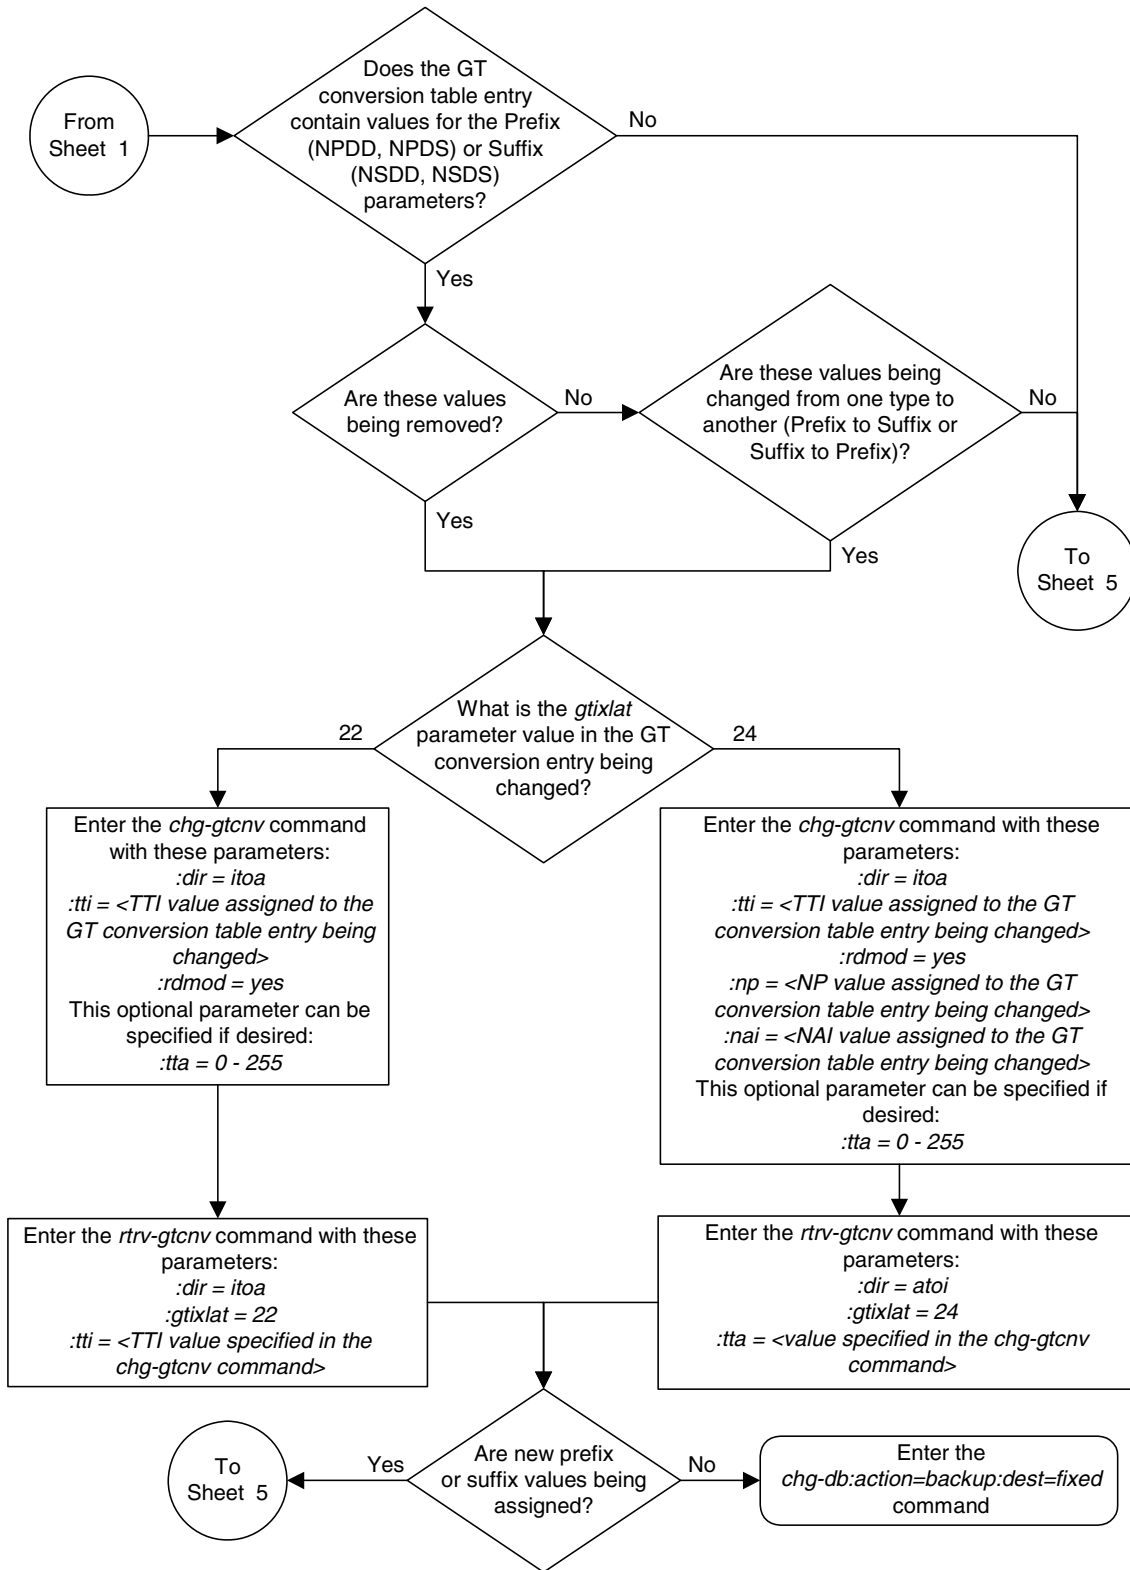 From
Sheet 1
Does the GT
conversion table entry
contain values for the Prefix
(NPDD, NPDS) or Suffix
(NSDD, NSDS)
parameters?
No
Yes
Are these values
being removed?
No
Are these values being
changed from one type to
another (Prefix to Suffix or
Suffix to Prefix)?
No
Yes
Yes
To
Sheet 5
What is the gtixlat
parameter value in the GT
conversion entry being
changed?
22
24
Enter the chg-gtcnv command
with these parameters:
:dir = itoa
:tti = <TTI value assigned to the
GT conversion table entry being
changed>
:rdmod = yes
This optional parameter can be
specified if desired:
:tta = 0 - 255
Enter the chg-gtcnv command with these
parameters:
:dir = itoa
:tti = <TTI value assigned to the GT
conversion table entry being changed>
:rdmod = yes
:np = <NP value assigned to the GT
conversion table entry being changed>
:nai = <NAI value assigned to the GT
conversion table entry being changed>
This optional parameter can be specified if
desired:
:tta = 0 - 255
Enter the rtrv-gtcnv command with these
parameters:
:dir = itoa
:gtixlat = 22
:tti = <TTI value specified in the
chg-gtcnv command>
Enter the rtrv-gtcnv command with these
parameters:
:dir = atoi
:gtixlat = 24
:tta = <value specified in the chg-gtcnv
command>
Are new prefix
or suffix values being
assigned?
Yes
To
Sheet 5
No
Enter the
chg-db:action=backup:dest=fixed
command